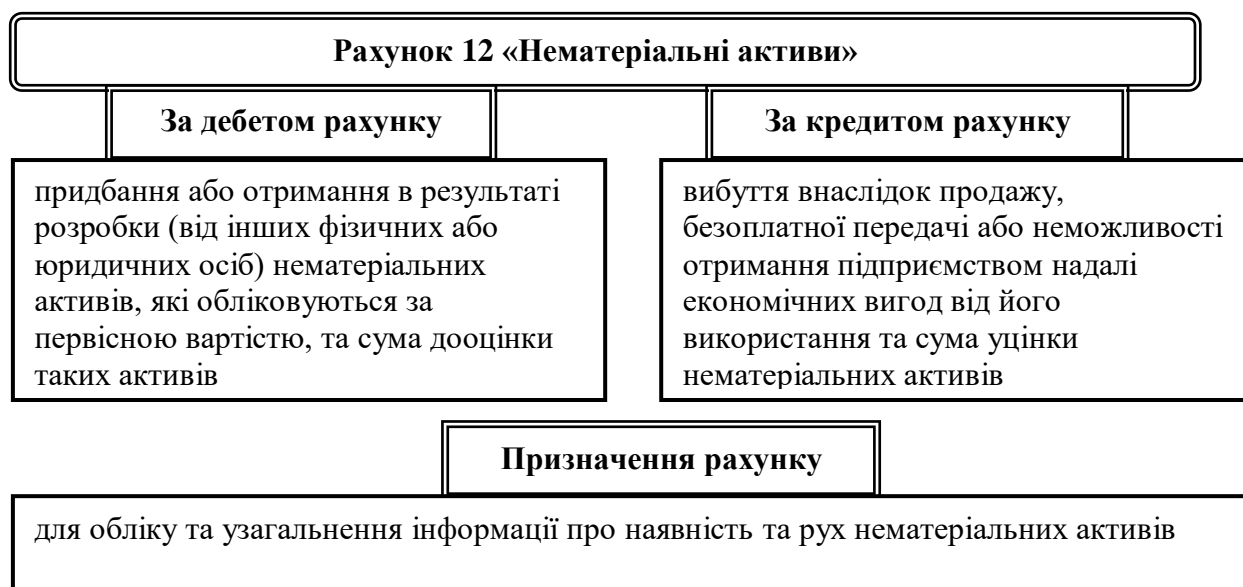 Рахунок 12 «Нематеріальні активи»
За дебетом рахунку
придбання або отримання в результаті
розробки (від інших фізичних або
юридичних осіб) нематеріальних
активів, які обліковуються за
первісною вартістю, та сума дооцінки
таких активів
За кредитом рахунку
вибуття внаслідок продажу,
безоплатної передачі або неможливості
отримання підприємством надалі
економічних вигод від його
використання та сума уцінки
нематеріальних активів
Призначення рахунку
для обліку та узагальнення інформації про наявність та рух нематеріальних активів